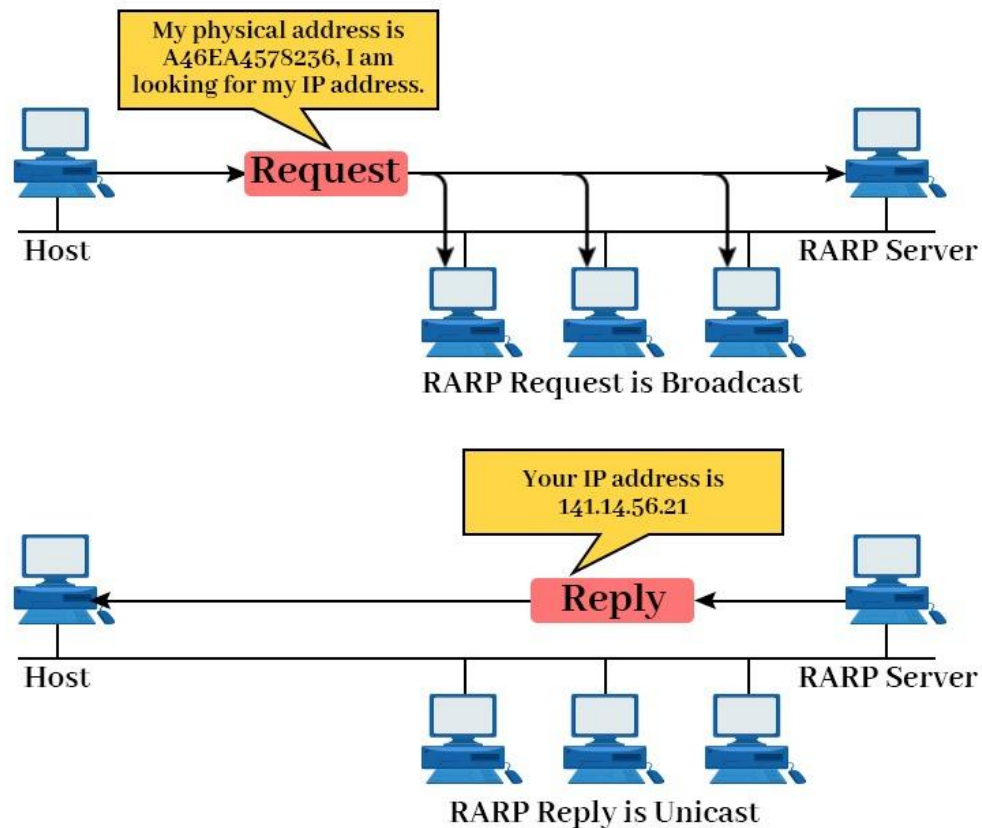 My physical address is
A46EA4578236, I am
looking for my IP address.
Request
Host
RARP Server
RARP Request is Broadcast
Your IP address is
141.14.56.21
Reply
Host
RARP Server
RARP Reply is Unicast